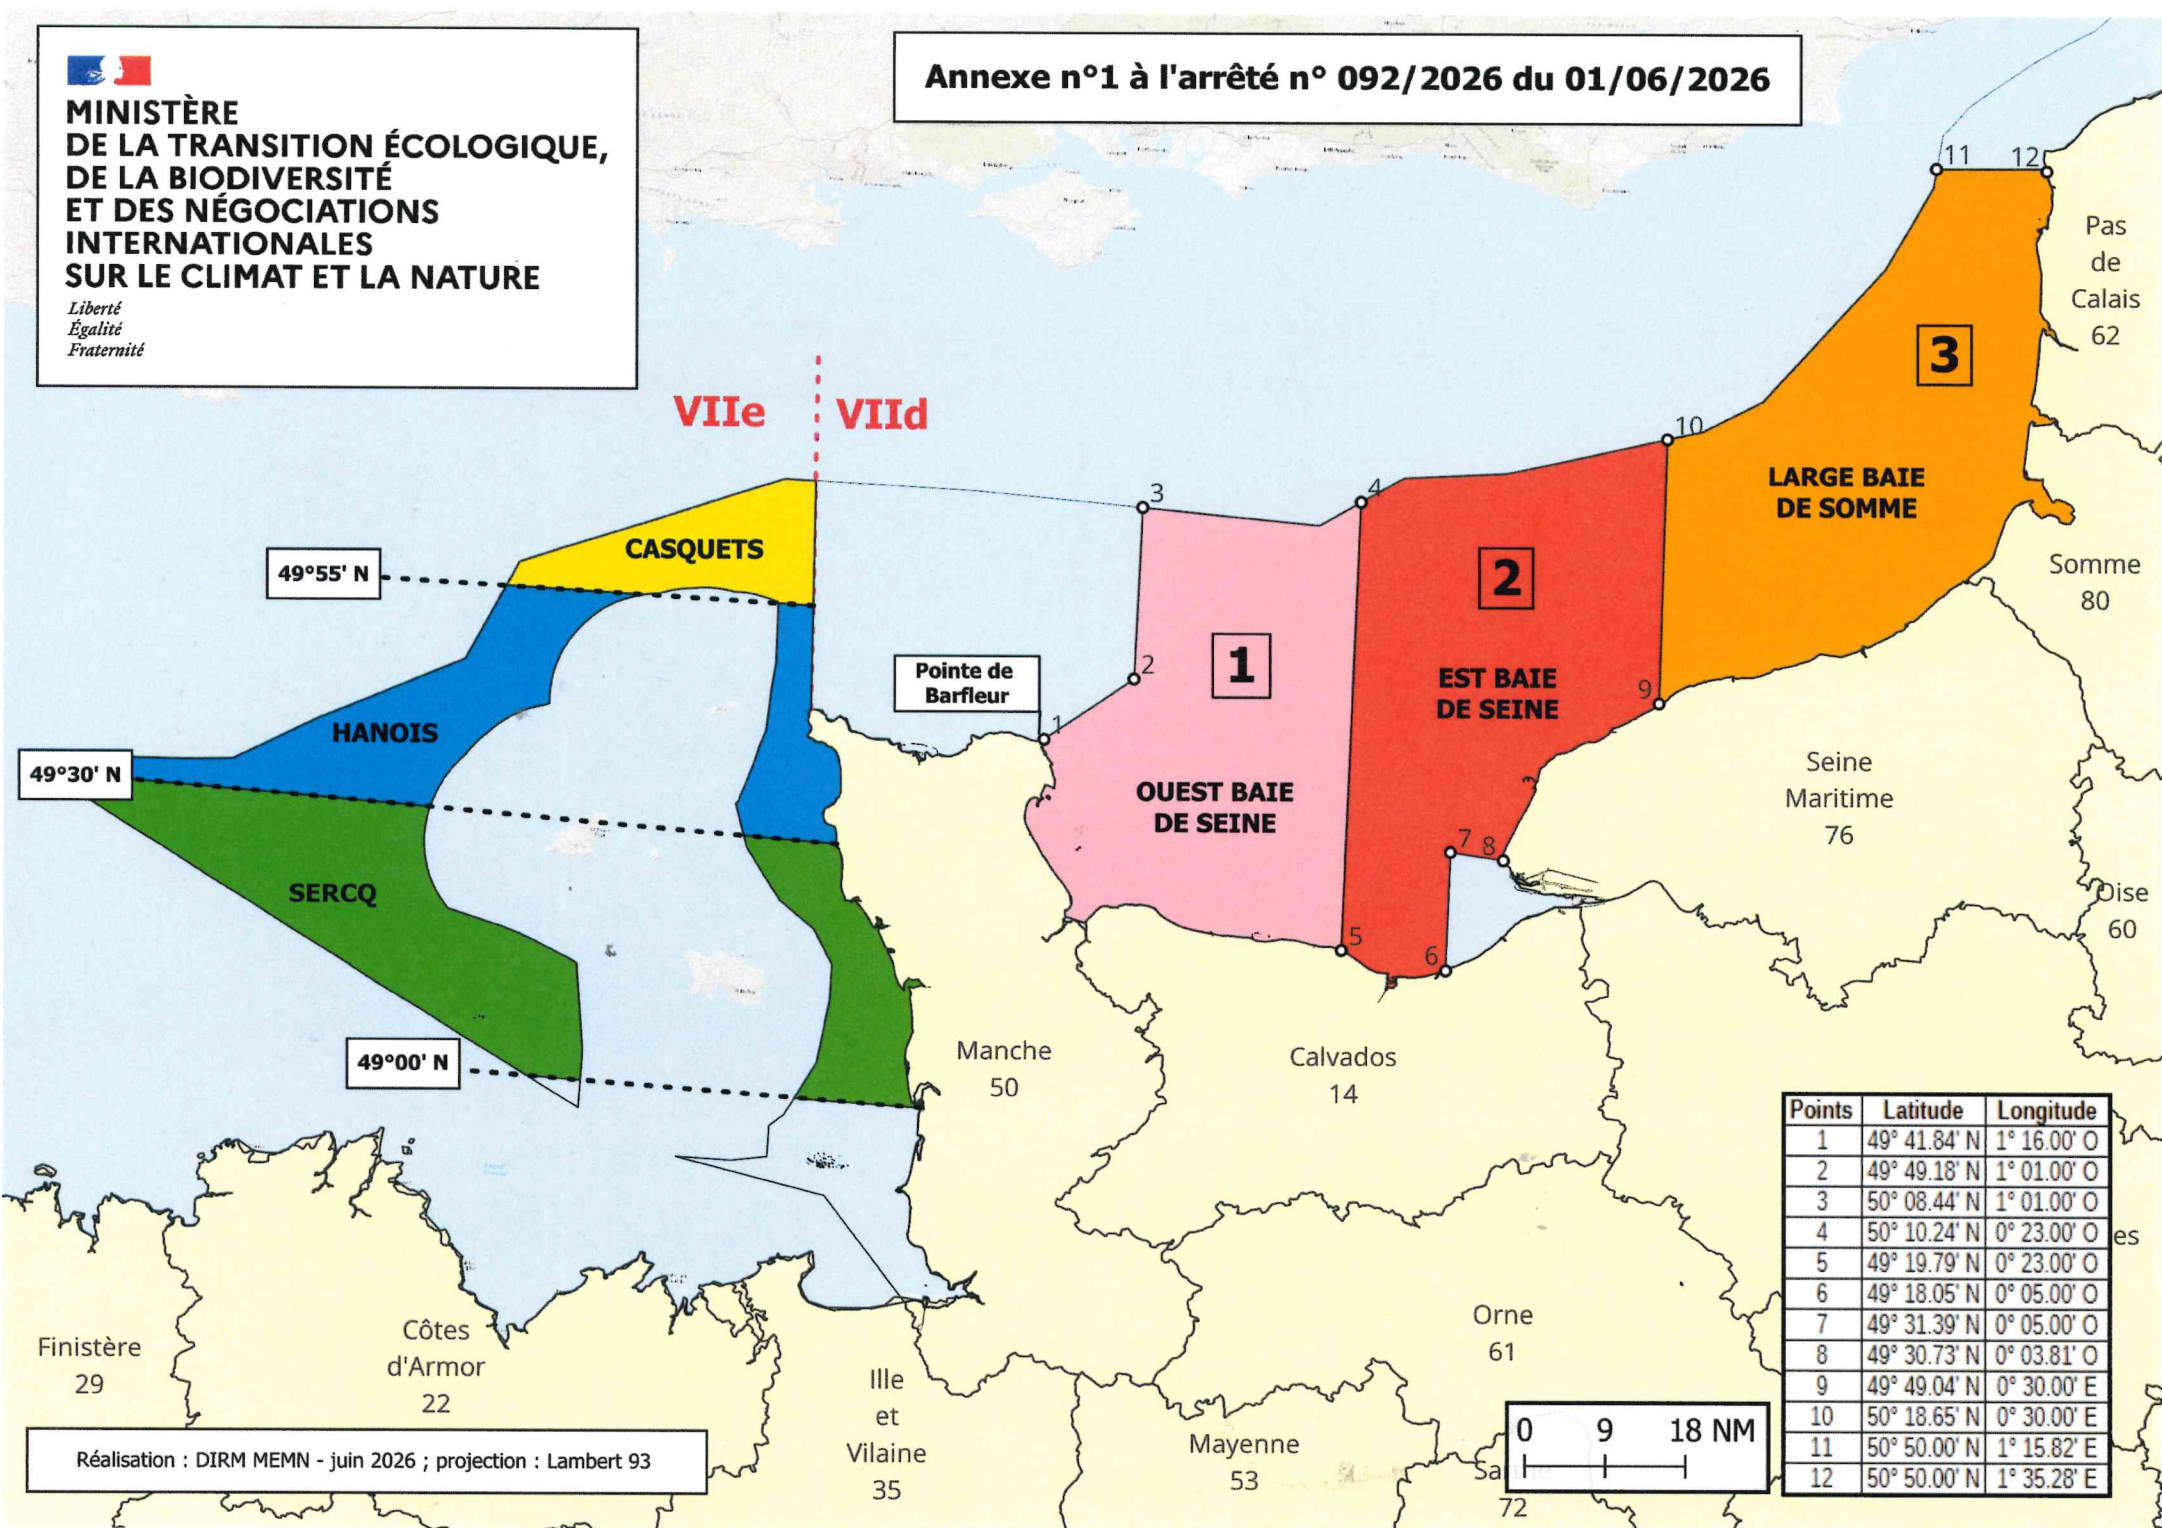 MINISTÈRE
DE LA TRANSITION ÉCOLOGIQUE,
DE LA BIODIVERSITÉ
ET DES NÉGOCIATIONS
INTERNATIONALES
SUR LE CLIMAT ET LA NATURE
Liberté
Égalité
Fraternité
Annexe n°1 à l'arrêté n° 092/2026 du 01/06/2026
11
12
Pas
de
Calais
62
3
VIIe
VIId
10
LARGE BAIE
DE SOMME
3
4
CASQUETS
49°55' N
2
Somme
80
Pointe de
Barfleur
2
1
EST BAIE
DE SEINE
9
1
HANOIS
49°30' N
OUEST BAIE
DE SEINE
Seine
Maritime
76
7
8
SERCQ
Oise
60
5
6
49°00' N
Manche
50
Calvados
14
Points Latitude Longitude
1 49° 41.84' N 1° 16.00' O
2 49° 49.18' N 1° 01.00' O
3 50° 08.44' N 1° 01.00' O
4 50° 10.24' N 0° 23.00' O
5 49° 19.79' N 0° 23.00' O
6 49° 18.05' N 0° 05.00' O
7 49° 31.39' N 0° 05.00' O
8 49° 30.73' N 0° 03.81' O
9 49° 49.04' N 0° 30.00' E
10 50° 18.65' N 0° 30.00' E
11 50° 50.00' N 1° 15.82' E
12 50° 50.00' N 1° 35.28' E
es
Finistère
29
Côtes
d'Armor
22
Ille
et
Vilaine
35
Orne
61
Mayenne
53
0 9 18 NM
72
Réalisation : DIRM MEMN - juin 2026 ; projection : Lambert 93